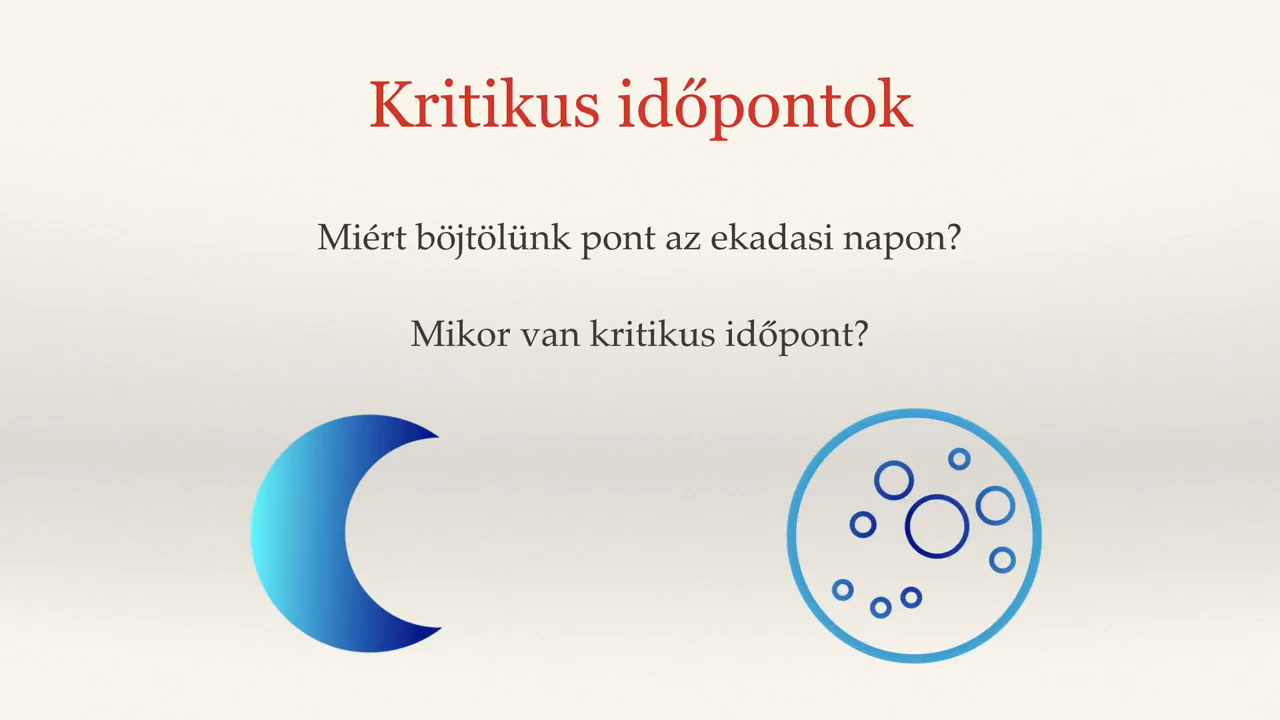 Kritikus időpontok
Miért böjtölünk pont az ekadasi napon?
Mikor van kritikus időpont?